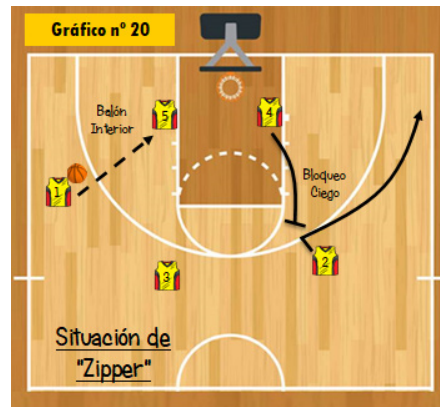 Gráfico nº 20
5
4
Balón
Interior
1
Bloqueo
Ciego
2
3
Situación de
"Zipper"